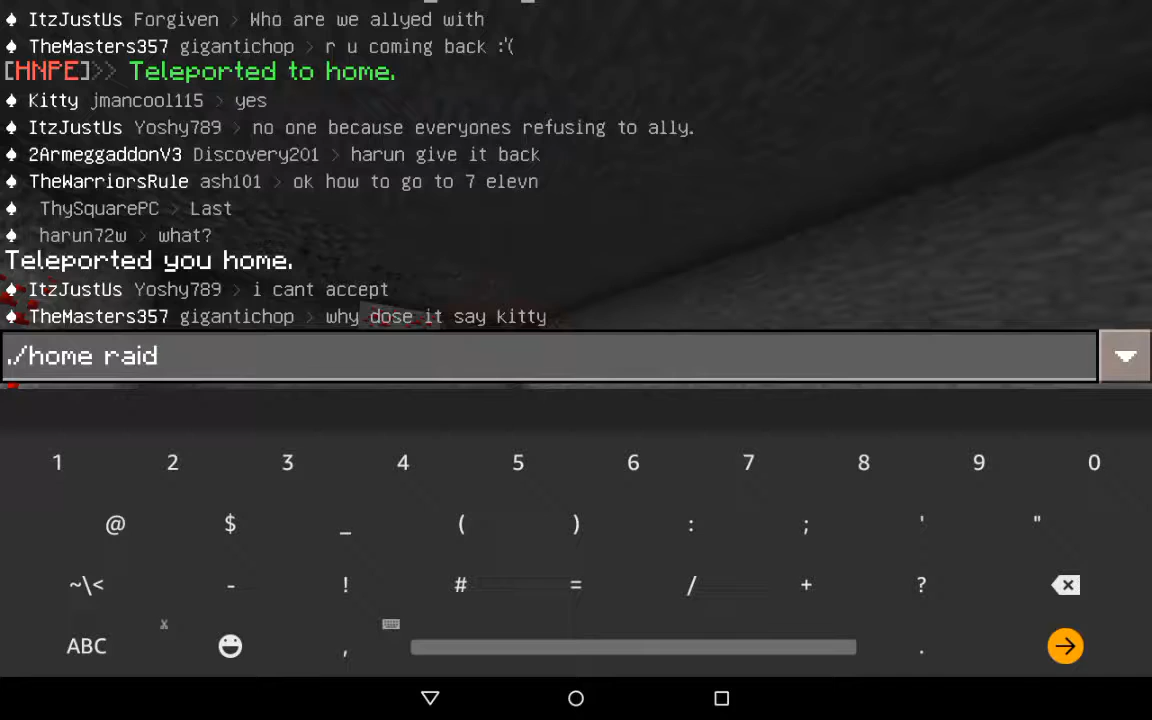 ♠ ItzJustUs Forgiven > Who are we allyed with
♠ TheMasters357 gigantichop > r u coming back :'(
[HNPE]>> Teleported to home.
♠ Kitty jmancool115 > yes
♠ ItzJustUs Yoshy789 > no one because everyones refusing to ally.
♠ 2ArmeggaddonV3 Discovery201 > harun give it back
♠ TheWarriorsRule ash101 > ok how to go to 7 elevn
♠ ThySquarePC > Last
♠ harun72w > what?
Teleported you home.
♠ ItzJustUs Yoshy789 > i cant accept
♠ TheMasters357 gigantichop > why dose it say kitty
./home raid
1 2 3 4 5 6 7 8 9 0
@ $ _ ( ) : ; ' "
~\< - ! # = / + ?
ABC , .